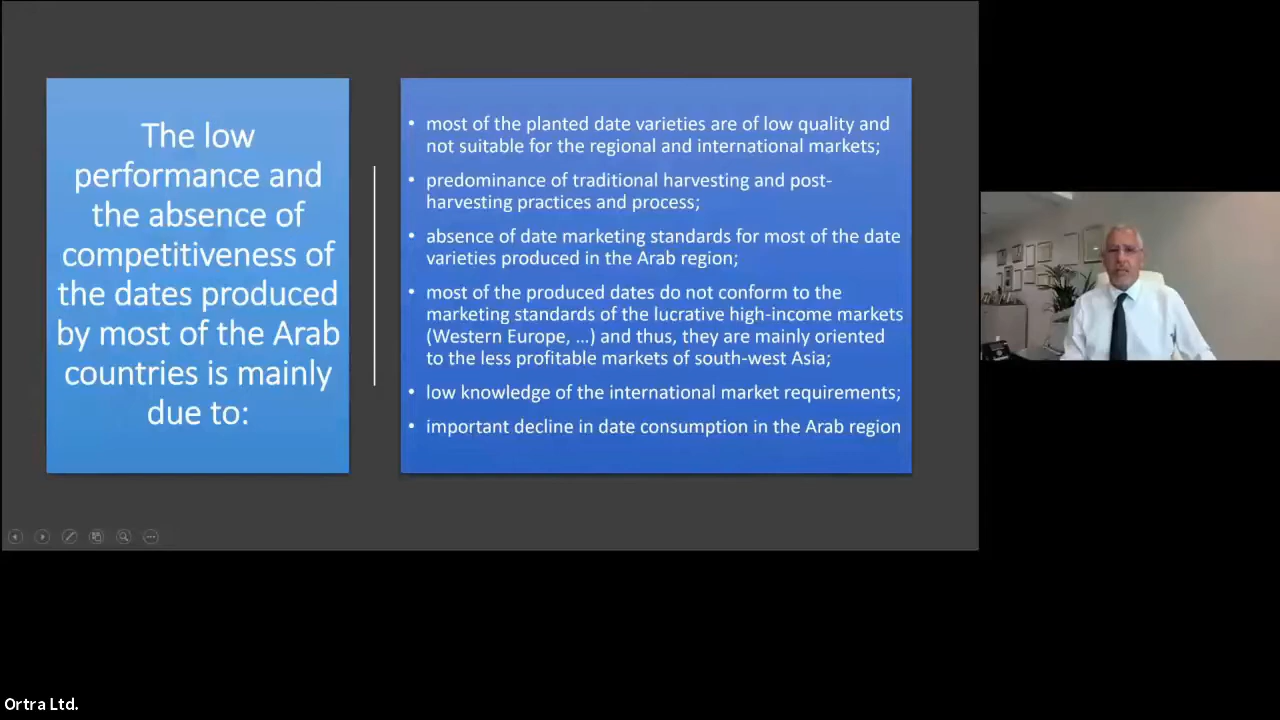 The low
performance and
the absence of
competitiveness of
the dates produced
by most of the Arab
countries is mainly
due to:
• most of the planted date varieties are of low quality and
not suitable for the regional and international markets;
• predominance of traditional harvesting and post-
harvesting practices and process;
• absence of date marketing standards for most of the date
varieties produced in the Arab region;
• most of the produced dates do not conform to the
marketing standards of the lucrative high-income markets
(Western Europe, …) and thus, they are mainly oriented
to the less profitable markets of south-west Asia;
• low knowledge of the international market requirements;
• important decline in date consumption in the Arab region
Ortra Ltd.